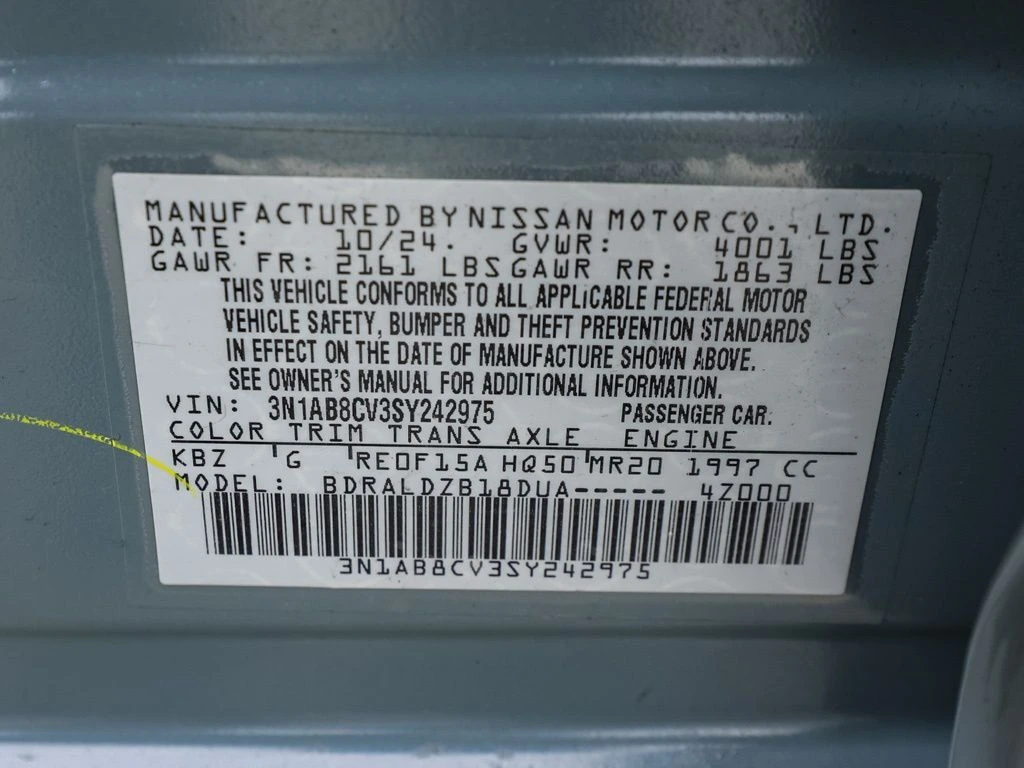 MANUFACTURED BY NISSAN MOTOR CO., LTD.
DATE: 10/24. GVWR: 4001 LBS
GAWR FR: 2161 LBS GAWR RR: 1863 LBS
THIS VEHICLE CONFORMS TO ALL APPLICABLE FEDERAL MOTOR
VEHICLE SAFETY, BUMPER AND THEFT PREVENTION STANDARDS
IN EFFECT ON THE DATE OF MANUFACTURE SHOWN ABOVE.
SEE OWNER'S MANUAL FOR ADDITIONAL INFORMATION.
VIN: 3N1AB8CV3SY242975 PASSENGER CAR.
COLOR TRIM TRANS AXLE ENGINE
KBZ G RE0F15A HQ50 MR20 1997 CC
MODEL: BDRALDZB18DUA----- 4Z000
3N1AB8CV3SY242975